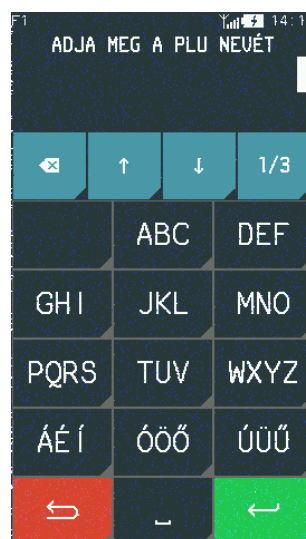 F1 14:1
ADJA MEG A PLU NEVÉT
1/3
ABC DEF
GHI JKL MNO
PQRS TUV WXYZ
ÁÉÍ ÓÖŐ ÚÜŰ